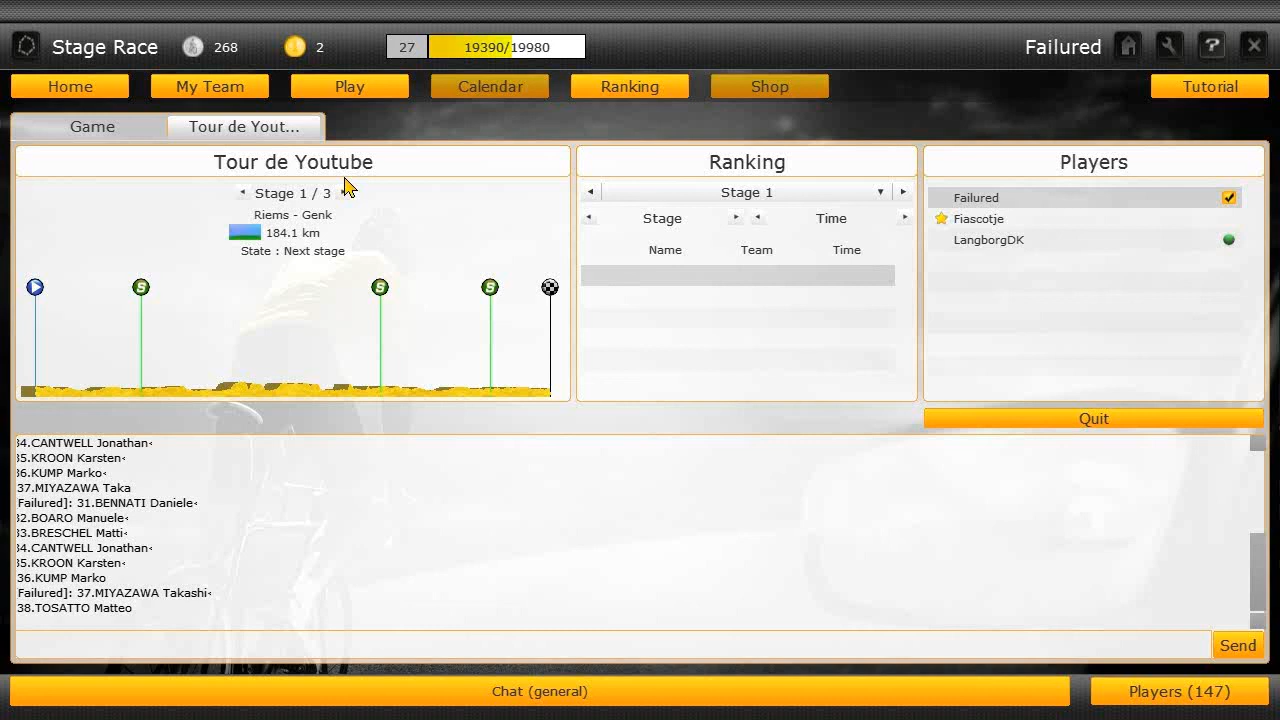 Stage Race 268 2 27 19390/19980 Failured
Home My Team Play Calendar Ranking Shop Tutorial
Game Tour de Yout...
Tour de Youtube
Stage 1 / 3
Riems - Genk
184.1 km
State : Next stage
S S S
Ranking
Stage 1
Stage Time
Name Team Time
Players
Failured
Fiascotje
LangborgDK
Quit
34.CANTWELL Jonathan<
35.KROON Karsten<
36.KUMP Marko<
37.MIYAZAWA Taka
Failured]: 31.BENNATI Daniele<
32.BOARO Manuele<
33.BRESCHEL Matti<
34.CANTWELL Jonathan<
35.KROON Karsten<
36.KUMP Marko
Failured]: 37.MIYAZAWA Takashi<
38.TOSATTO Matteo
Send
Chat (general) Players (147)